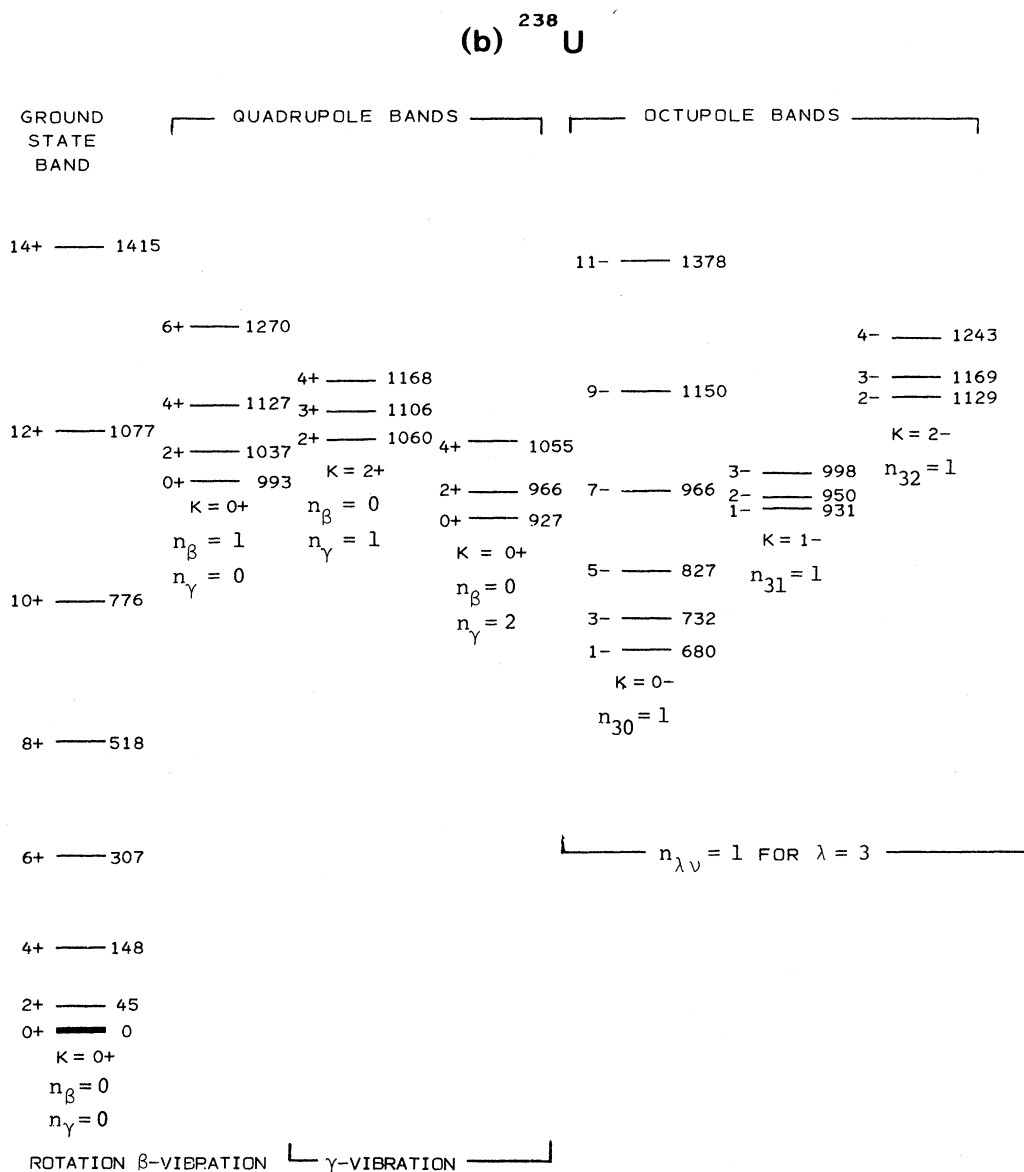 (b) 238U
GROUND STATE BAND
QUADRUPOLE BANDS
OCTUPOLE BANDS
14+ 1415
12+ 1077
10+ 776
8+ 518
6+ 307
4+ 148
2+ 45
0+ 0
K = 0+
nβ = 0
nγ = 0
6+ 1270
4+ 1127
2+ 1037
0+ 993
K = 0+
nβ = 1
nγ = 0
4+ 1168
3+ 1106
2+ 1060
K = 2+
nβ = 0
nγ = 1
4+ 1055
2+ 966
0+ 927
K = 0+
nβ = 0
nγ = 2
11- 1378
9- 1150
7- 966
5- 827
3- 732
1- 680
K = 0-
n30 = 1
3- 998
2- 950
1- 931
K = 1-
n31 = 1
4- 1243
3- 1169
2- 1129
K = 2-
n32 = 1
nλν = 1 FOR λ = 3
ROTATION β-VIBPATION γ-VIBRATION